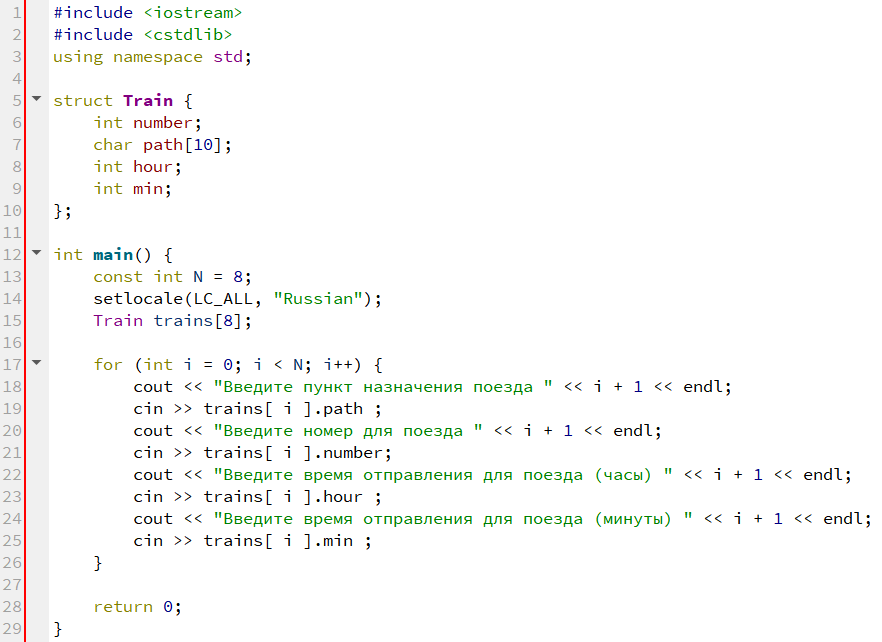 1 #include <iostream>
2 #include <cstdlib>
3 using namespace std;
4
5 struct Train {
6     int number;
7     char path[10];
8     int hour;
9     int min;
10 };
11
12 int main() {
13     const int N = 8;
14     setlocale(LC_ALL, "Russian");
15     Train trains[8];
16
17     for (int i = 0; i < N; i++) {
18         cout << "Введите пункт назначения поезда " << i + 1 << endl;
19         cin >> trains[ i ].path ;
20         cout << "Введите номер для поезда " << i + 1 << endl;
21         cin >> trains[ i ].number;
22         cout << "Введите время отправления для поезда (часы) " << i + 1 << endl;
23         cin >> trains[ i ].hour ;
24         cout << "Введите время отправления для поезда (минуты) " << i + 1 << endl;
25         cin >> trains[ i ].min ;
26     }
27
28     return 0;
29 }